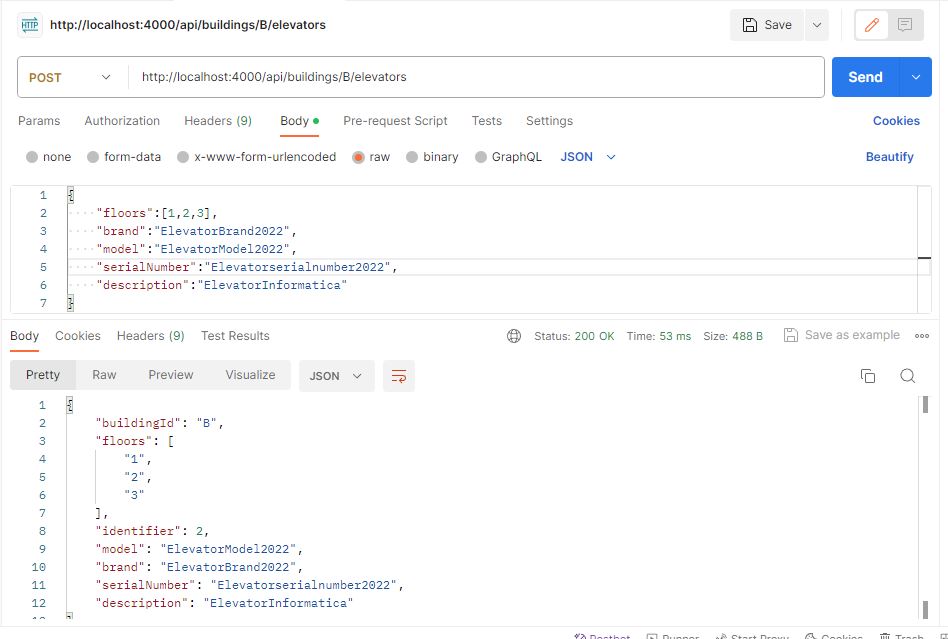 HTTP http://localhost:4000/api/buildings/B/elevators Save
POST http://localhost:4000/api/buildings/B/elevators Send
Params Authorization Headers (9) Body Pre-request Script Tests Settings Cookies
none form-data x-www-form-urlencoded raw binary GraphQL JSON Beautify
1 {
2 ····"floors":[1,2,3],
3 ····"brand":"ElevatorBrand2022",
4 ····"model":"ElevatorModel2022",
5 ····"serialNumber":"Elevatorserialnumber2022",
6 ····"description":"ElevatorInformatica"
7 }
Body Cookies Headers (9) Test Results Status: 200 OK Time: 53 ms Size: 488 B Save as example
Pretty Raw Preview Visualize JSON
1 {
2 "buildingId": "B",
3 "floors": [
4 "1",
5 "2",
6 "3"
7 ],
8 "identifier": 2,
9 "model": "ElevatorModel2022",
10 "brand": "ElevatorBrand2022",
11 "serialNumber": "Elevatorserialnumber2022",
12 "description": "ElevatorInformatica"
13 }
Postbot Runner Start Proxy Cookies Trash